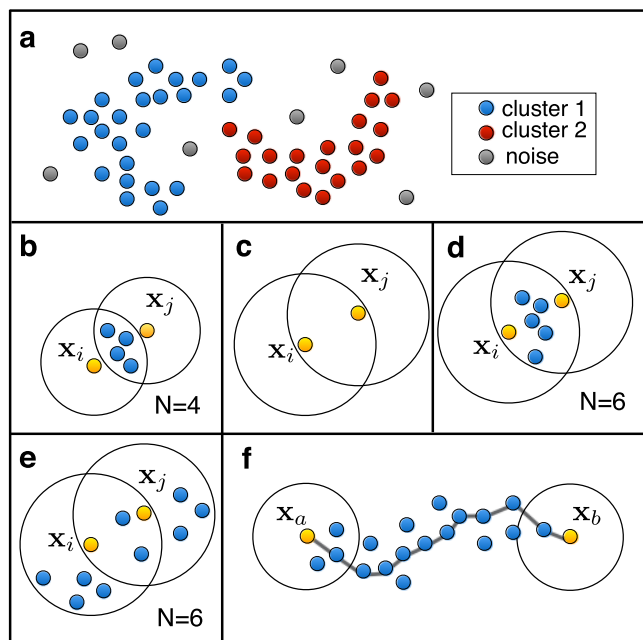 a
cluster 1
cluster 2
noise
b
x_i
x_j
N=4
c
x_i
x_j
d
x_i
x_j
N=6
e
x_i
x_j
N=6
f
x_a
x_b